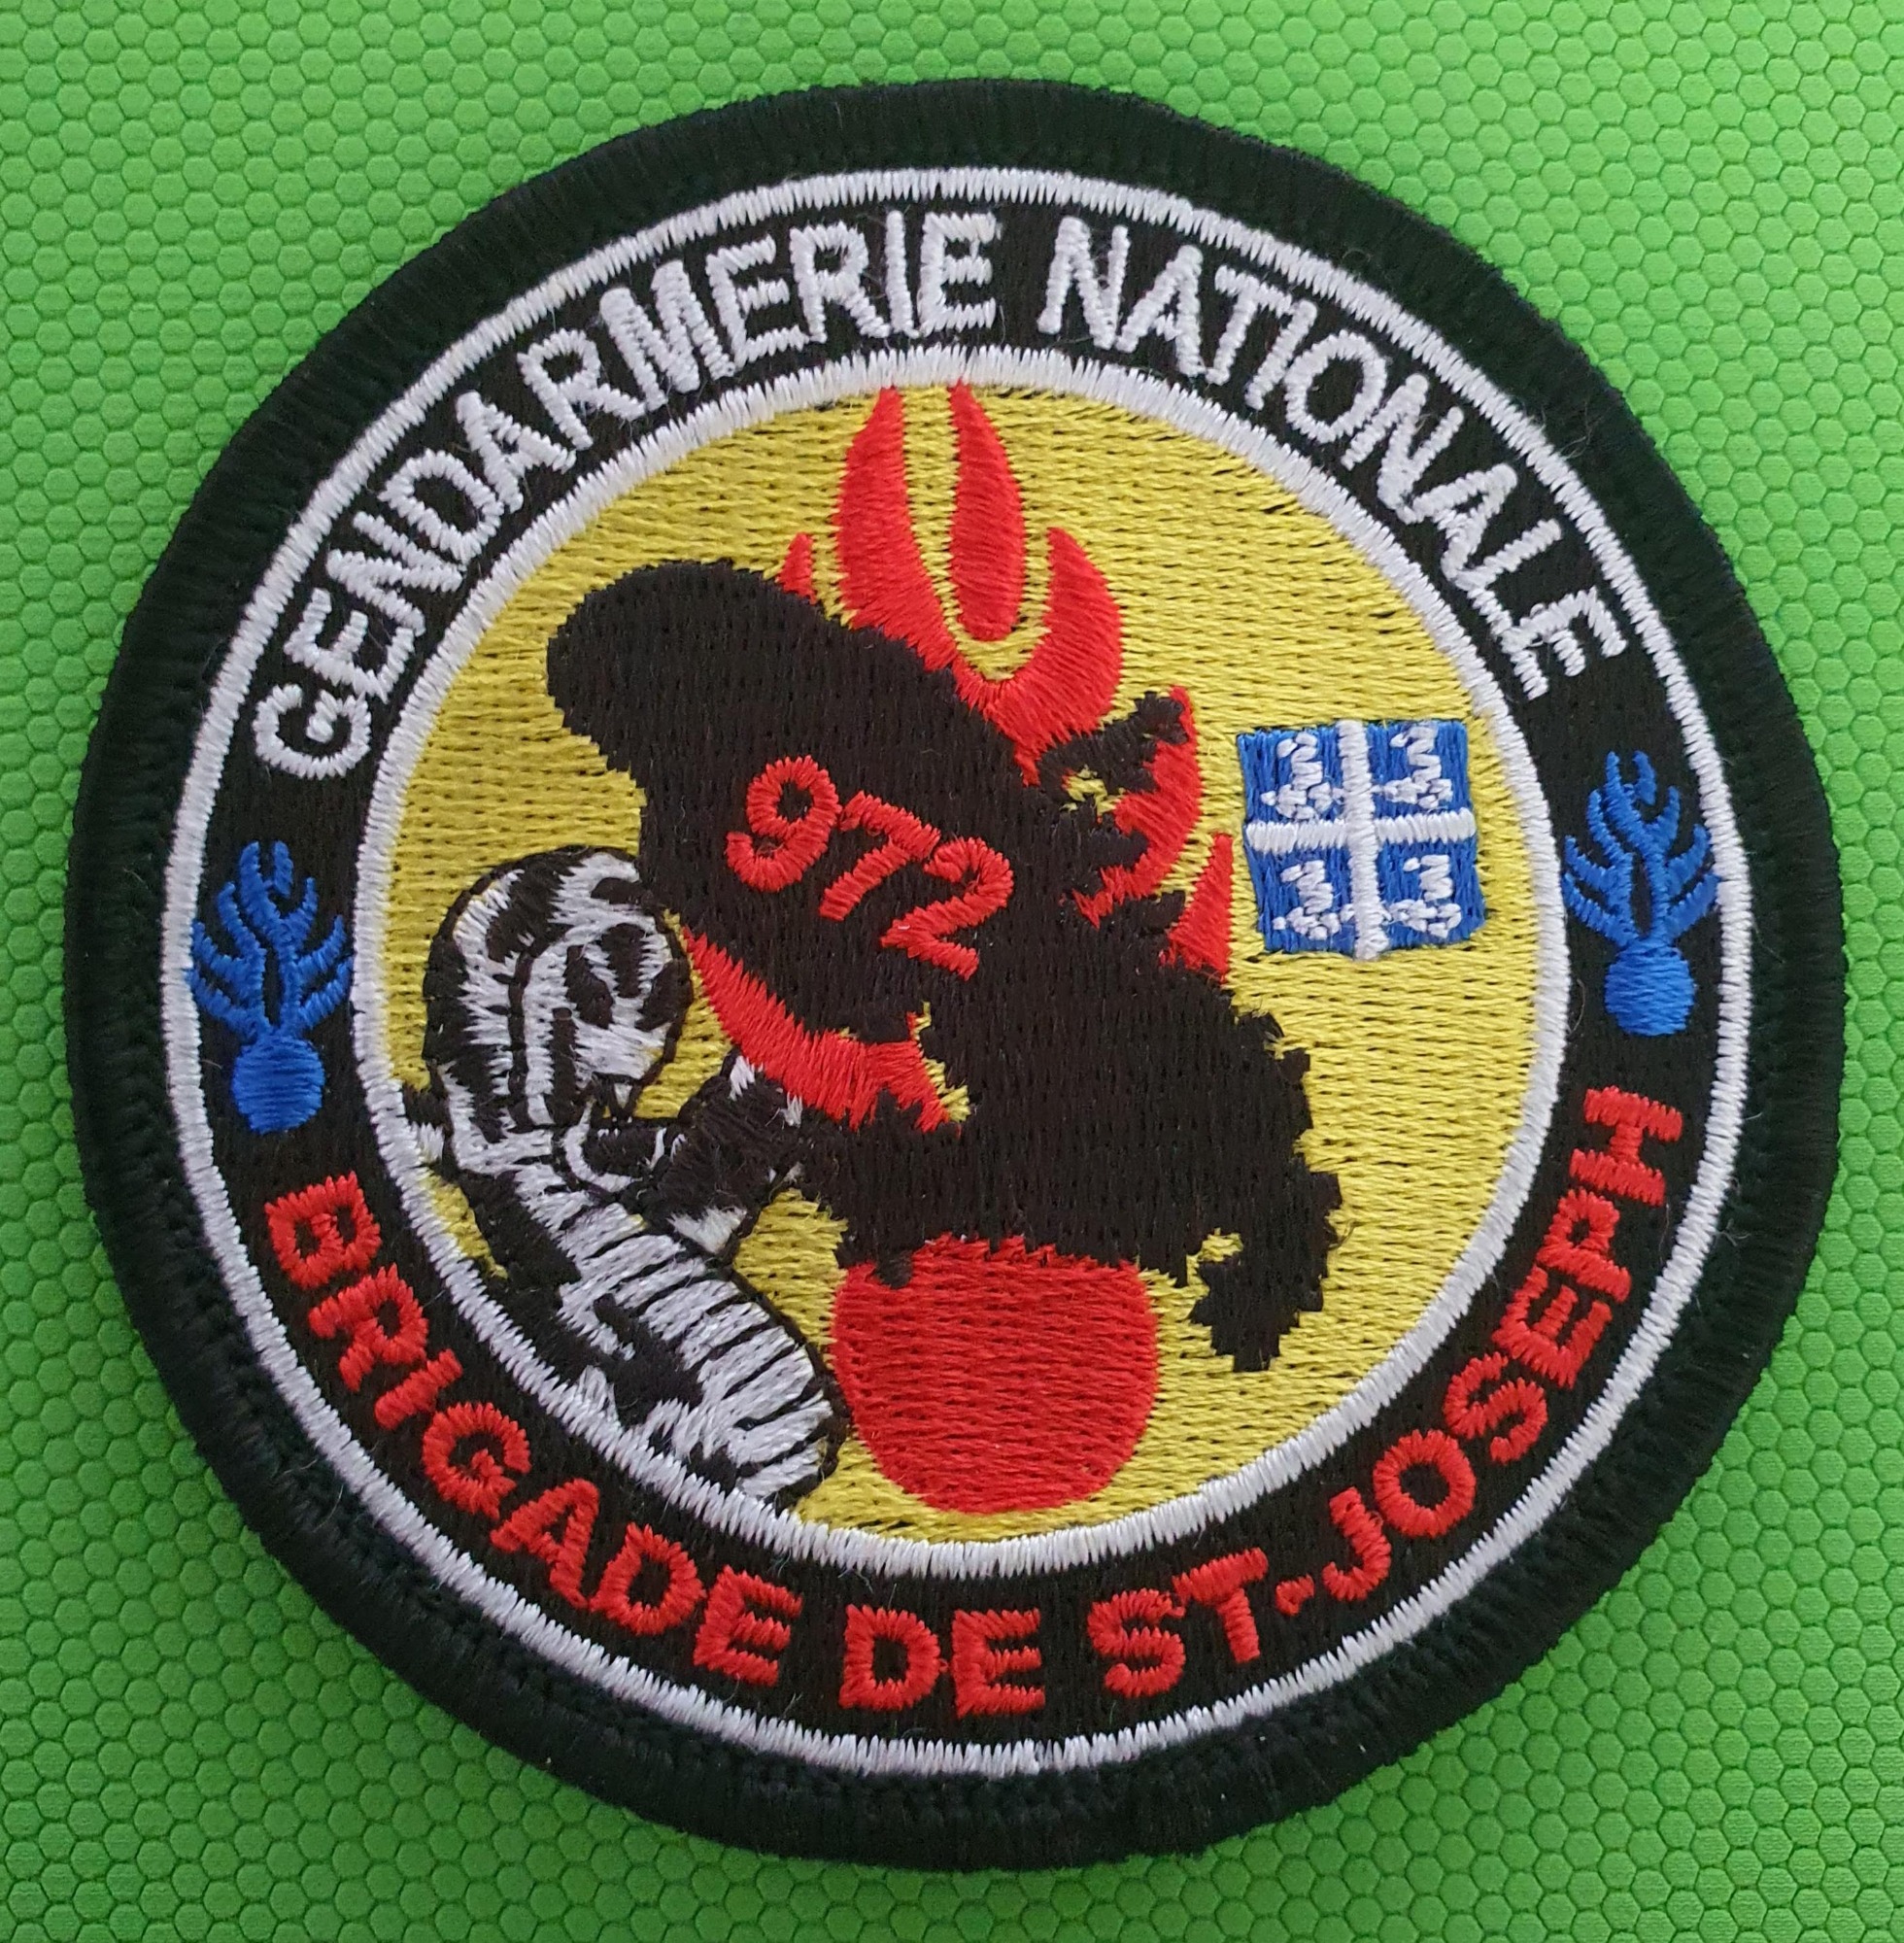 GENDARMERIE NATIONALE
972
BRIGADE DE ST-JOSEPH